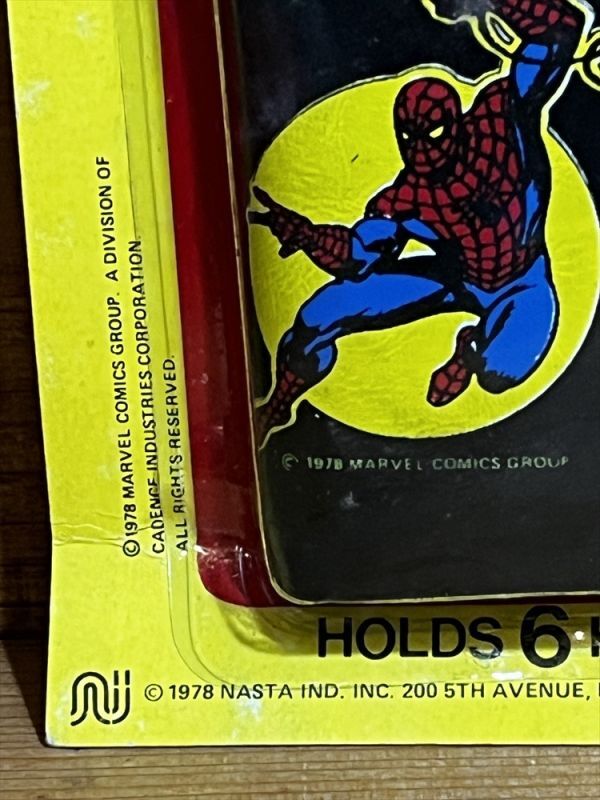 ©1978 MARVEL COMICS GROUP. A DIVISION OF
CADENCE INDUSTRIES CORPORATION.
ALL RIGHTS RESERVED.
© 1978 MARVEL COMICS GROUP
HOLDS 6
© 1978 NASTA IND. INC. 200 5TH AVENUE,